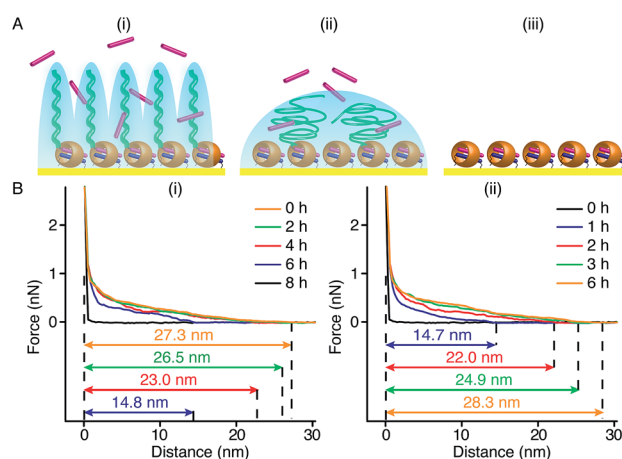 A
(i)
(ii)
(iii)
B
(i)
0 h
2 h
4 h
6 h
8 h
2
1
0
Force (nN)
27.3 nm
26.5 nm
23.0 nm
14.8 nm
0 10 20 30
Distance (nm)
(ii)
0 h
1 h
2 h
3 h
6 h
2
1
0
Force (nN)
14.7 nm
22.0 nm
24.9 nm
28.3 nm
0 10 20 30
Distance (nm)